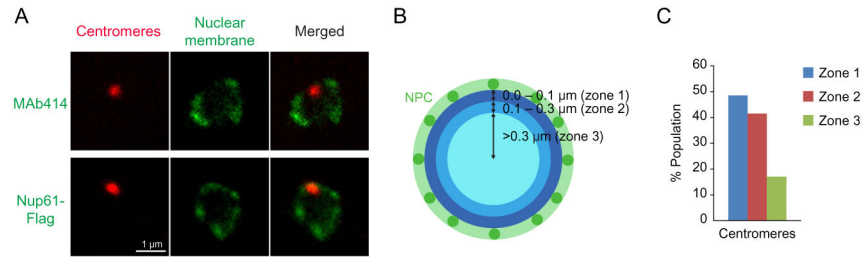 A
Centromeres
Nuclear
membrane
Merged
MAb414
Nup61-
Flag
1 µm
B
NPC
0.0 – 0.1 µm (zone 1)
0.1 – 0.3 µm (zone 2)
>0.3 µm (zone 3)
C
% Population
60
50
40
30
20
10
0
Centromeres
Zone 1
Zone 2
Zone 3